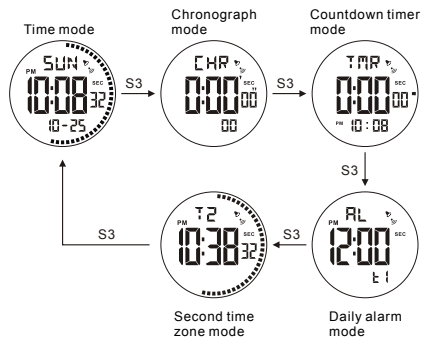 Time mode
Chronograph
mode
Countdown timer
mode
SUN
PM
SEC
10:08 32
10-25
S3
CHR
SEC
0:00 00
00
S3
TMR
SEC
0:00 00
PM 10:08
S3
T2
PM
SEC
10:38 32
S3
AL
PM
SEC
12:00
t1
S3
Second time
zone mode
Daily alarm
mode